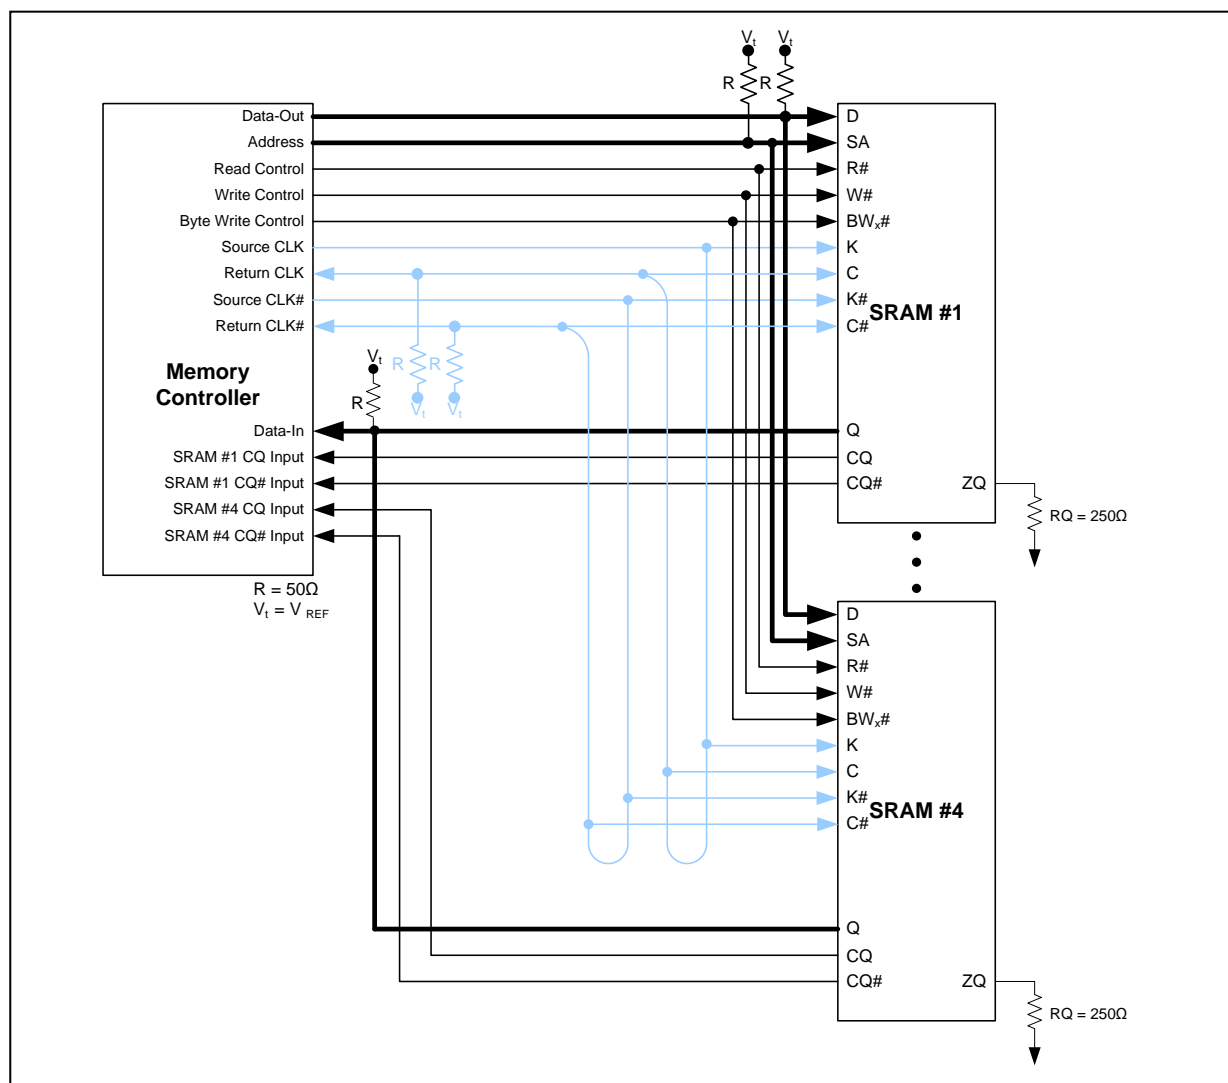 Vt
Vt
R
R
Data-Out
Address
Read Control
Write Control
Byte Write Control
Source CLK
Return CLK
Source CLK#
Return CLK#
Memory
Controller
Data-In
SRAM #1 CQ Input
SRAM #1 CQ# Input
SRAM #4 CQ Input
SRAM #4 CQ# Input
R = 50Ω
Vt = V REF
Vt
R
R
R
Vt
Vt
D
SA
R#
W#
BWx#
K
C
K#
C#
SRAM #1
Q
CQ
CQ#
ZQ
RQ = 250Ω
D
SA
R#
W#
BWx#
K
C
K#
C#
SRAM #4
Q
CQ
CQ#
ZQ
RQ = 250Ω